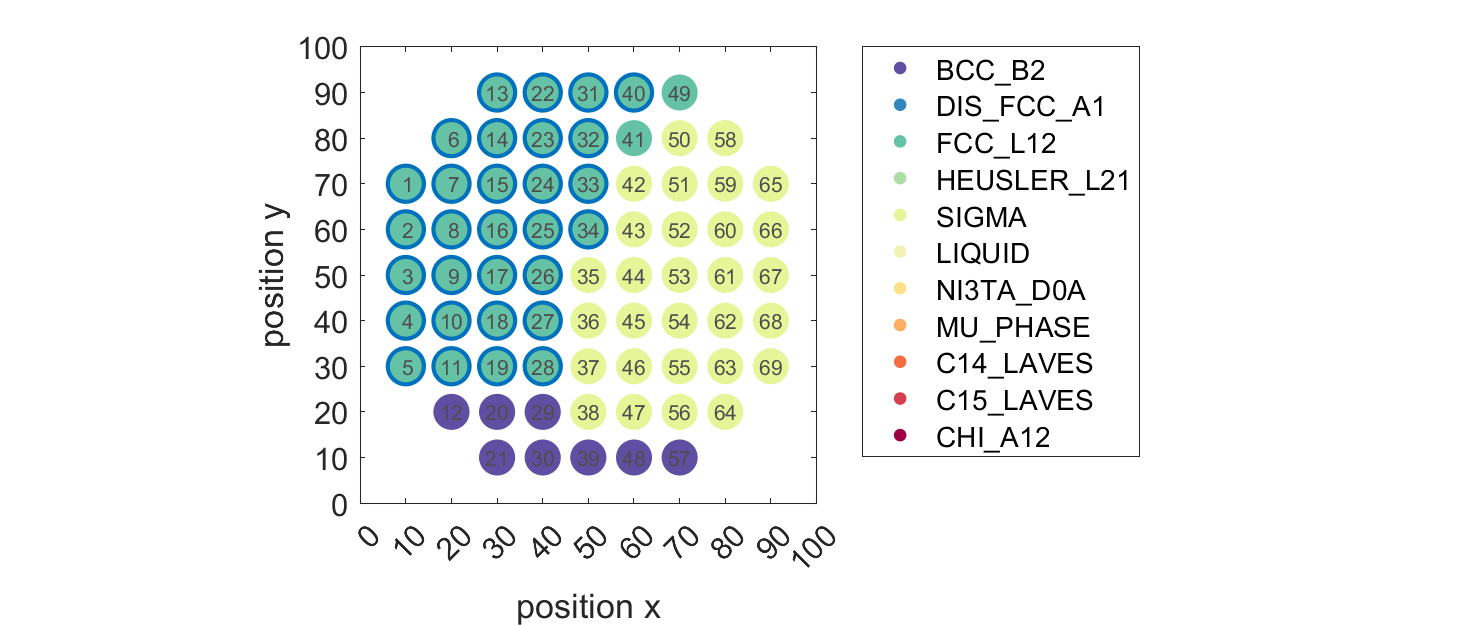 100
90
80
70
60
50
40
30
20
10
0
13 22 31 40 49
6 14 23 32 41 50 58
1 7 15 24 33 42 51 59 65
2 8 16 25 34 43 52 60 66
3 9 17 26 35 44 53 61 67
4 10 18 27 36 45 54 62 68
5 11 19 28 37 46 55 63 69
12 20 29 38 47 56 64
21 30 39 48 57
0 10 20 30 40 50 60 70 80 90 100
position x
position y
BCC_B2
DIS_FCC_A1
FCC_L12
HEUSLER_L21
SIGMA
LIQUID
NI3TA_D0A
MU_PHASE
C14_LAVES
C15_LAVES
CHI_A12